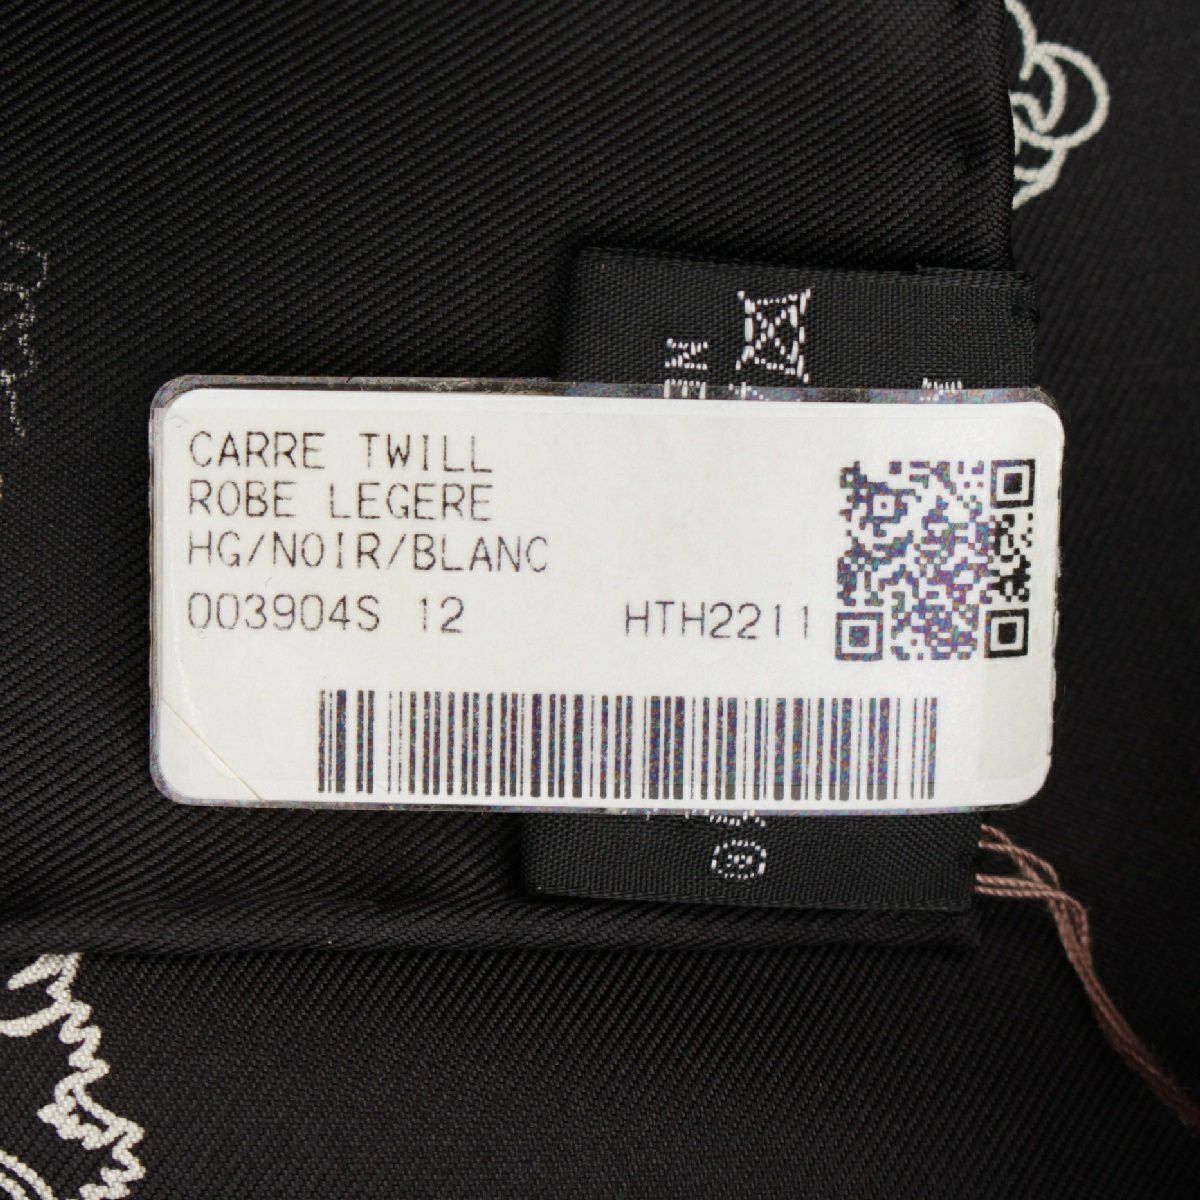 CARRE TWILL
ROBE LEGERE
HG/NOIR/BLANC
003904S 12 HTH2211